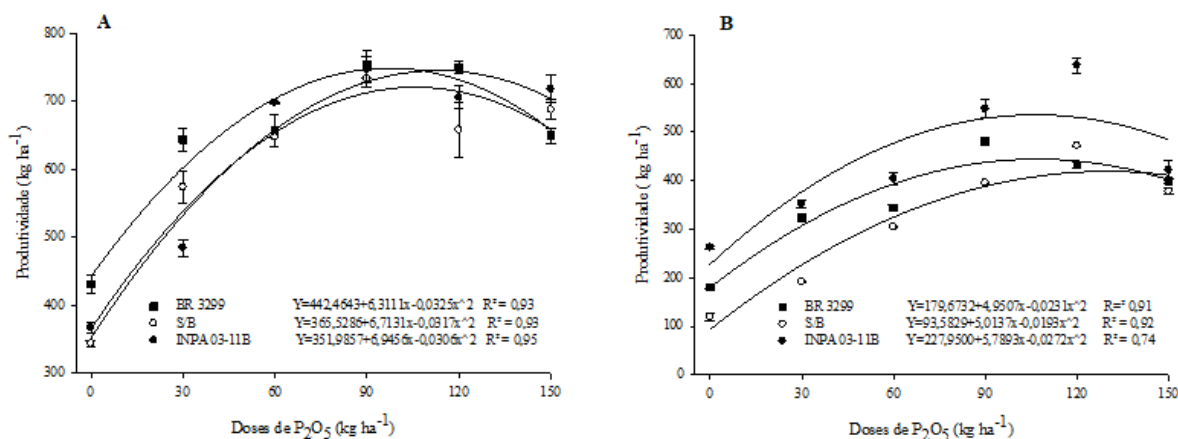 A
Produtividade (kg ha-1)
800
700
600
500
400
300
BR 3299 Y=442,4643+6,3111x-0,0325x^2 R²= 0,93
S/B Y=365,5286+6,7131x-0,0317x^2 R²= 0,93
INPA 03-11B Y=351,9857+6,9456x-0,0306x^2 R²= 0,95
0 30 60 90 120 150
Doses de P2O5 (kg ha-1)
B
Produtividade ( kg ha-1)
700
600
500
400
300
200
100
0
BR 3299 Y=179,6732+4,9507x-0,0231x^2 R=² 0,91
S/B Y=93,5829+5,0137x-0,0193x^2 R²= 0,92
INPA 03-11B Y=227,9500+5,7893x-0,0272x^2 R²= 0,74
0 30 60 90 120 150
Doses de P2O5 (kg ha-1)